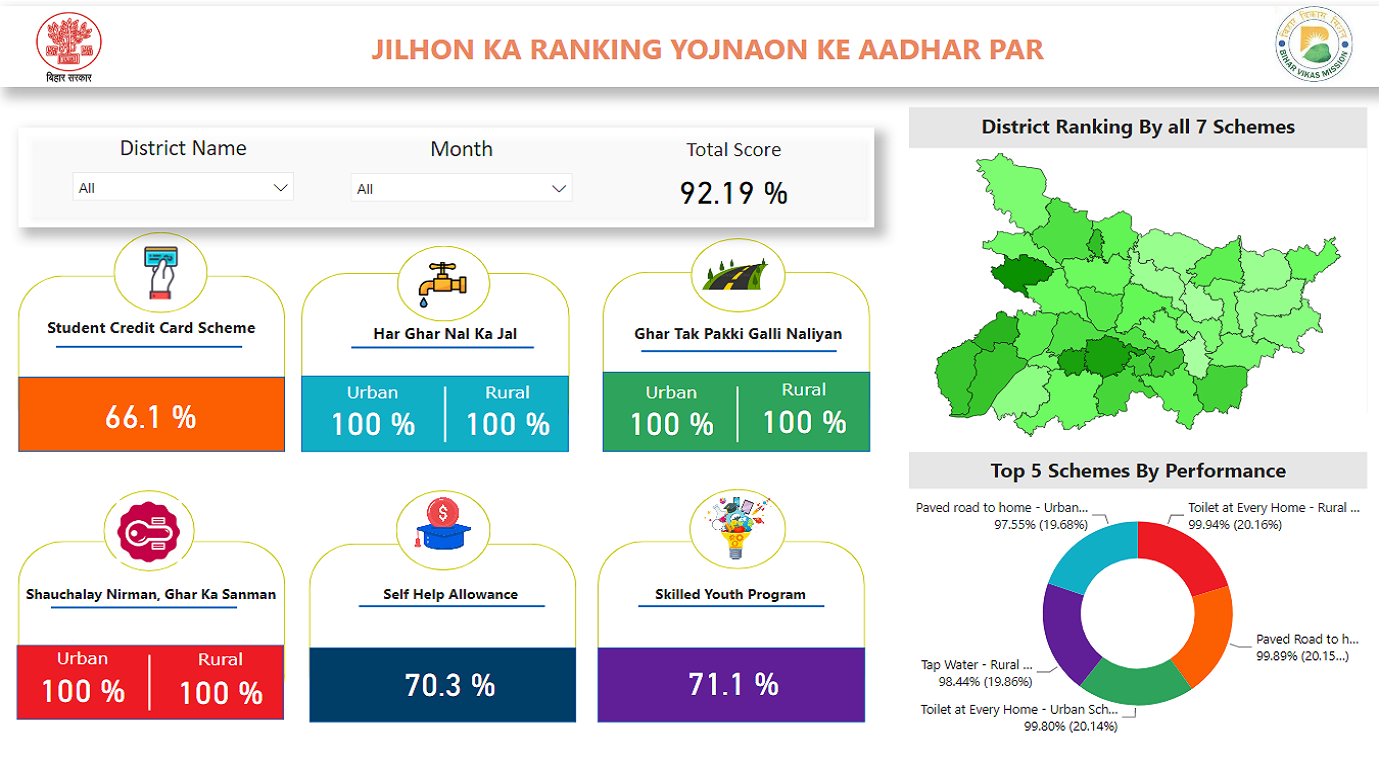 बिहार सरकार
JILHON KA RANKING YOJNAON KE AADHAR PAR
बिहार विकास मिशन
BIHAR VIKAS MISSION
District Name
Month
Total Score
All
All
92.19 %
Student Credit Card Scheme
66.1 %
Har Ghar Nal Ka Jal
Urban
Rural
100 %
100 %
Ghar Tak Pakki Galli Naliyan
Urban
Rural
100 %
100 %
Shauchalay Nirman, Ghar Ka Sanman
Urban
Rural
100 %
100 %
Self Help Allowance
70.3 %
Skilled Youth Program
71.1 %
District Ranking By all 7 Schemes
Top 5 Schemes By Performance
Paved road to home - Urban...
97.55% (19.68%)
Toilet at Every Home - Rural ...
99.94% (20.16%)
Paved Road to h...
99.89% (20.15...)
Tap Water - Rural ...
98.44% (19.86%)
Toilet at Every Home - Urban Sch...
99.80% (20.14%)